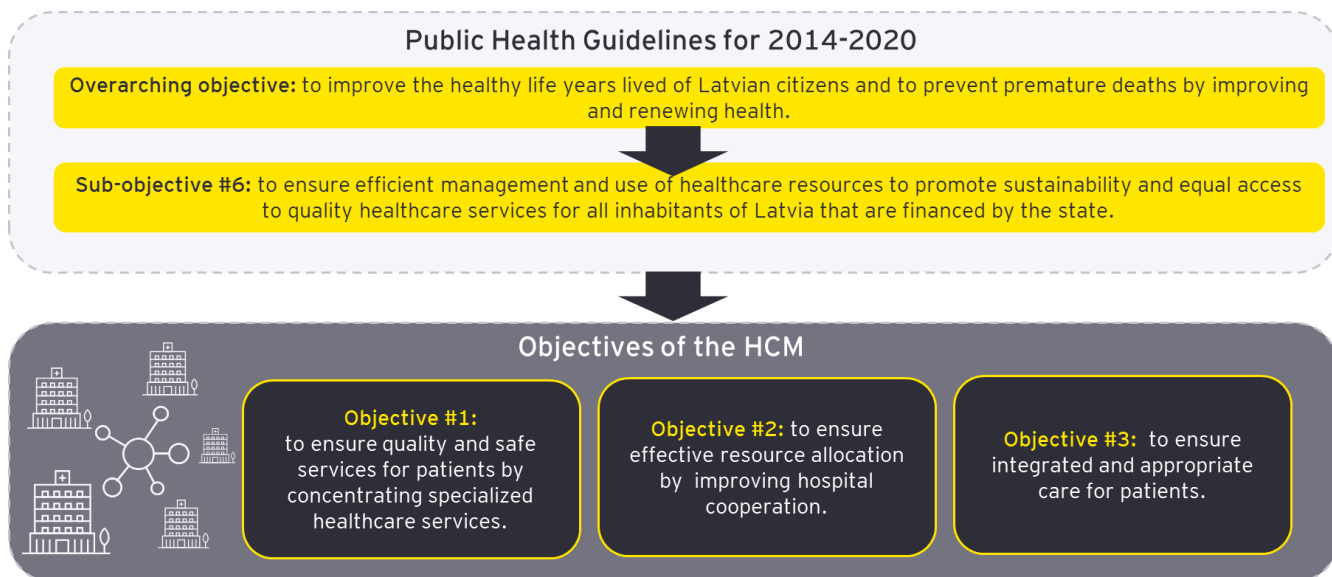 Public Health Guidelines for 2014-2020
Overarching objective: to improve the healthy life years lived of Latvian citizens and to prevent premature deaths by improving
and renewing health.
Sub-objective #6: to ensure efficient management and use of healthcare resources to promote sustainability and equal access
to quality healthcare services for all inhabitants of Latvia that are financed by the state.
Objectives of the HCM
Objective #1:
to ensure quality and safe
services for patients by
concentrating specialized
healthcare services.
Objective #2: to ensure
effective resource allocation
by improving hospital
cooperation.
Objective #3: to ensure
integrated and appropriate
care for patients.